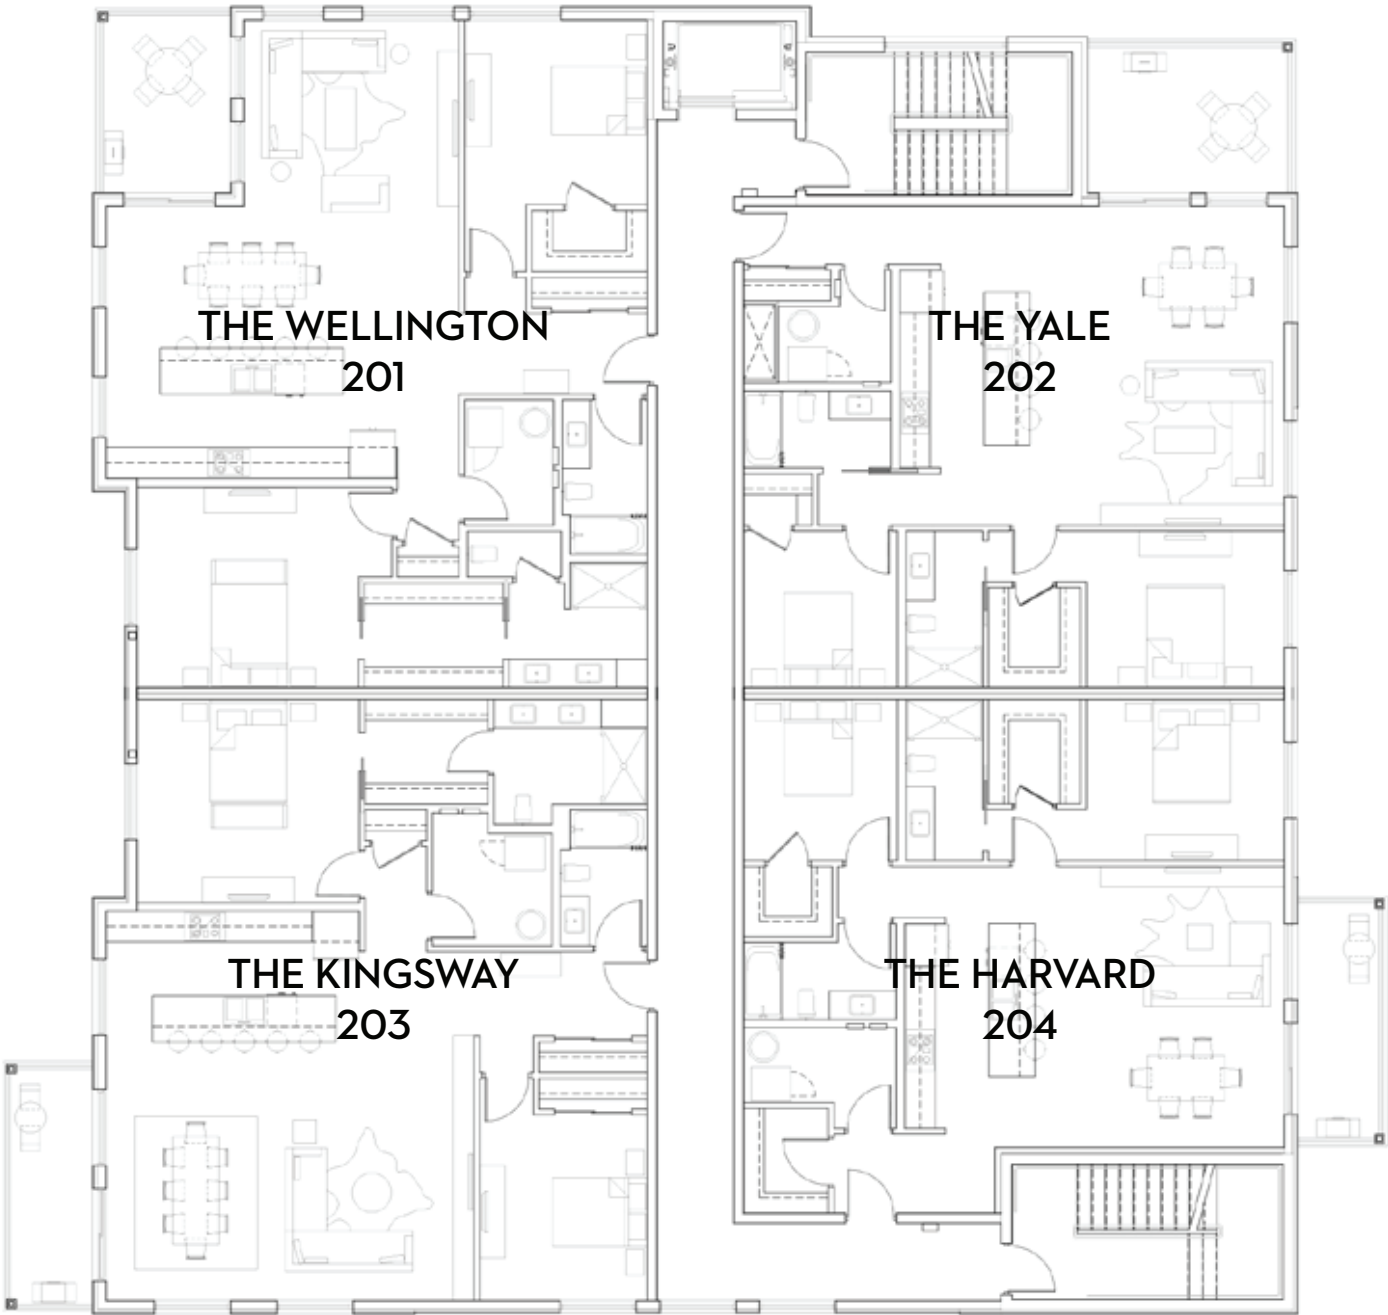 THE WELLINGTON
201
THE YALE
202
THE KINGSWAY
203
THE HARVARD
204